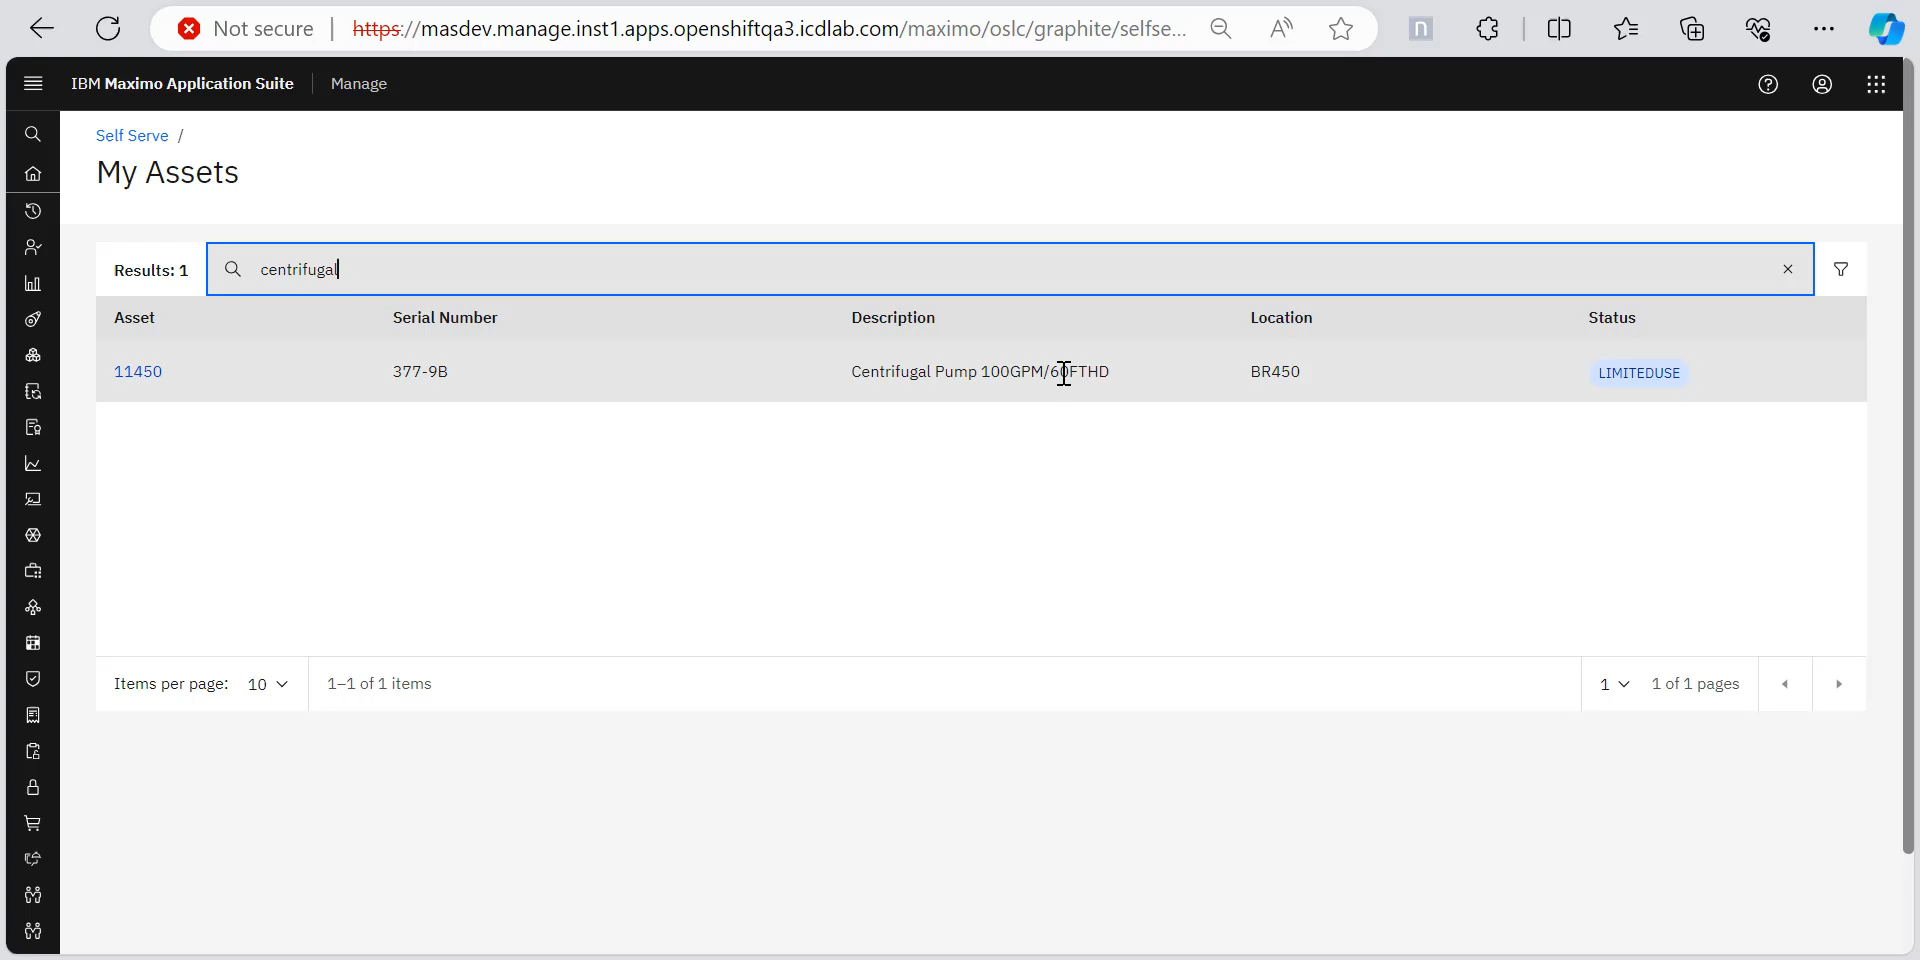 Not secure https://masdev.manage.inst1.apps.openshiftqa3.icdlab.com/maximo/oslc/graphite/selfse...
IBM Maximo Application Suite Manage
Self Serve /
My Assets
Results: 1 centrifugal
Asset Serial Number Description Location Status
11450 377-9B Centrifugal Pump 100GPM/60FTHD BR450 LIMITEDUSE
Items per page: 10 1–1 of 1 items 1 1 of 1 pages